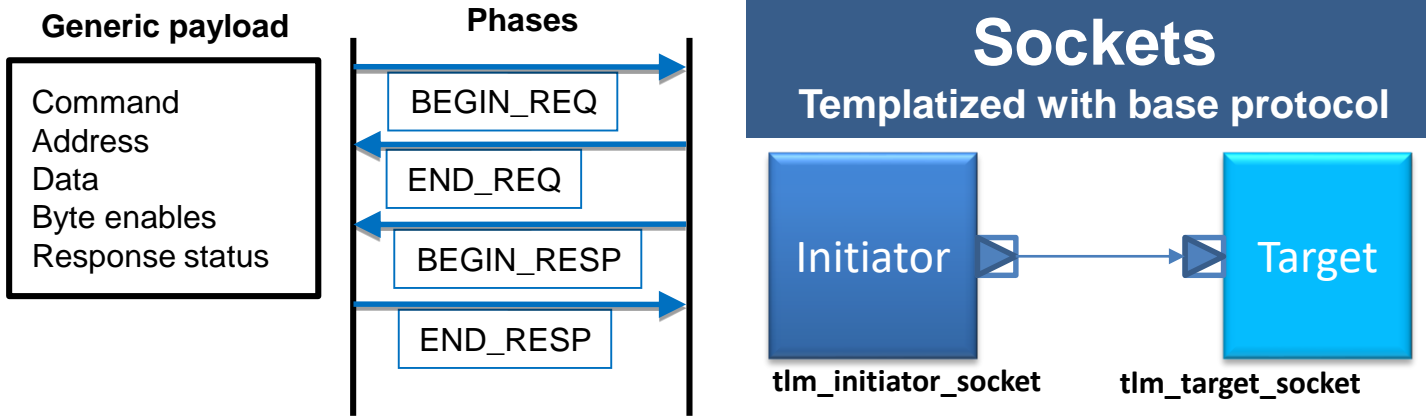 Generic payload
Command
Address
Data
Byte enables
Response status
Phases
BEGIN_REQ
END_REQ
BEGIN_RESP
END_RESP
Sockets
Templatized with base protocol
Initiator
Target
tlm_initiator_socket
tlm_target_socket